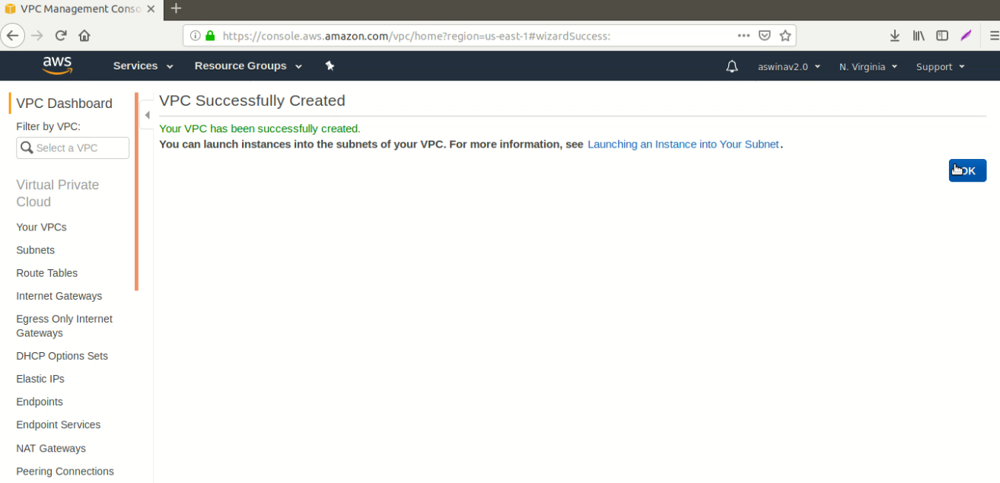 VPC Management Conso
https://console.aws.amazon.com/vpc/home?region=us-east-1#wizardSuccess:
aws
Services
Resource Groups
aswinav2.0
N. Virginia
Support
VPC Dashboard
Filter by VPC:
Select a VPC
Virtual Private
Cloud
Your VPCs
Subnets
Route Tables
Internet Gateways
Egress Only Internet
Gateways
DHCP Options Sets
Elastic IPs
Endpoints
Endpoint Services
NAT Gateways
Peering Connections
VPC Successfully Created
Your VPC has been successfully created.
You can launch instances into the subnets of your VPC. For more information, see Launching an Instance into Your Subnet.
OK